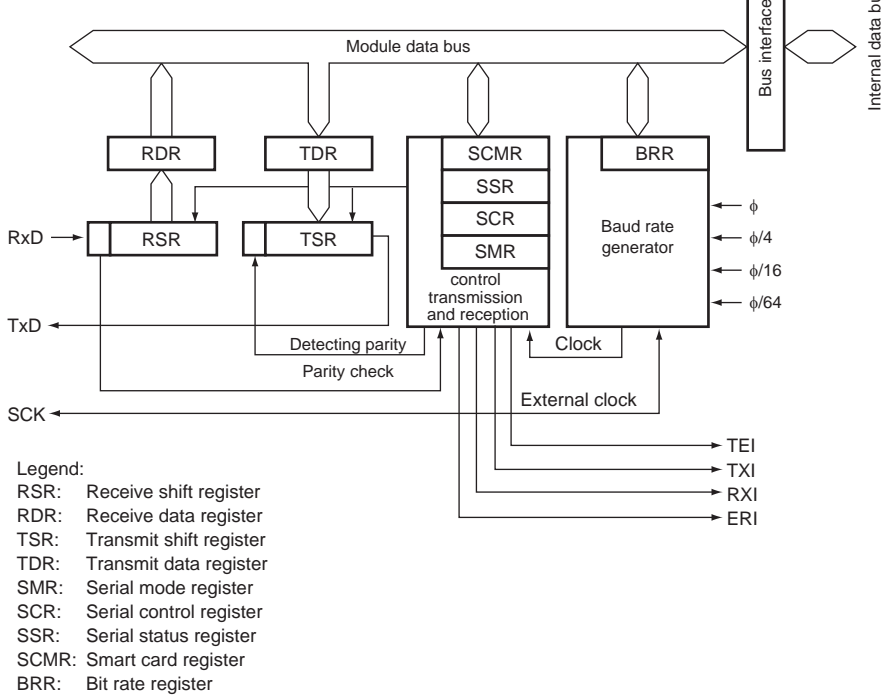 Module data bus
Bus interface
Internal data bu
RDR
TDR
SCMR
BRR
SSR
SCR
SMR
RxD
RSR
TSR
Baud rate
generator
ϕ
ϕ/4
ϕ/16
ϕ/64
control
transmission
and reception
TxD
Detecting parity
Clock
Parity check
External clock
SCK
TEI
TXI
RXI
ERI
Legend:
RSR: Receive shift register
RDR: Receive data register
TSR: Transmit shift register
TDR: Transmit data register
SMR: Serial mode register
SCR: Serial control register
SSR: Serial status register
SCMR: Smart card register
BRR: Bit rate register